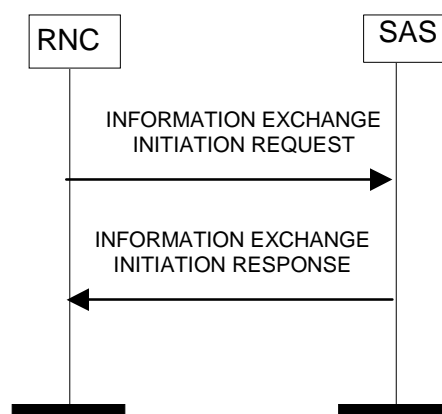 RNC
SAS
INFORMATION EXCHANGE
INITIATION REQUEST
INFORMATION EXCHANGE
INITIATION RESPONSE